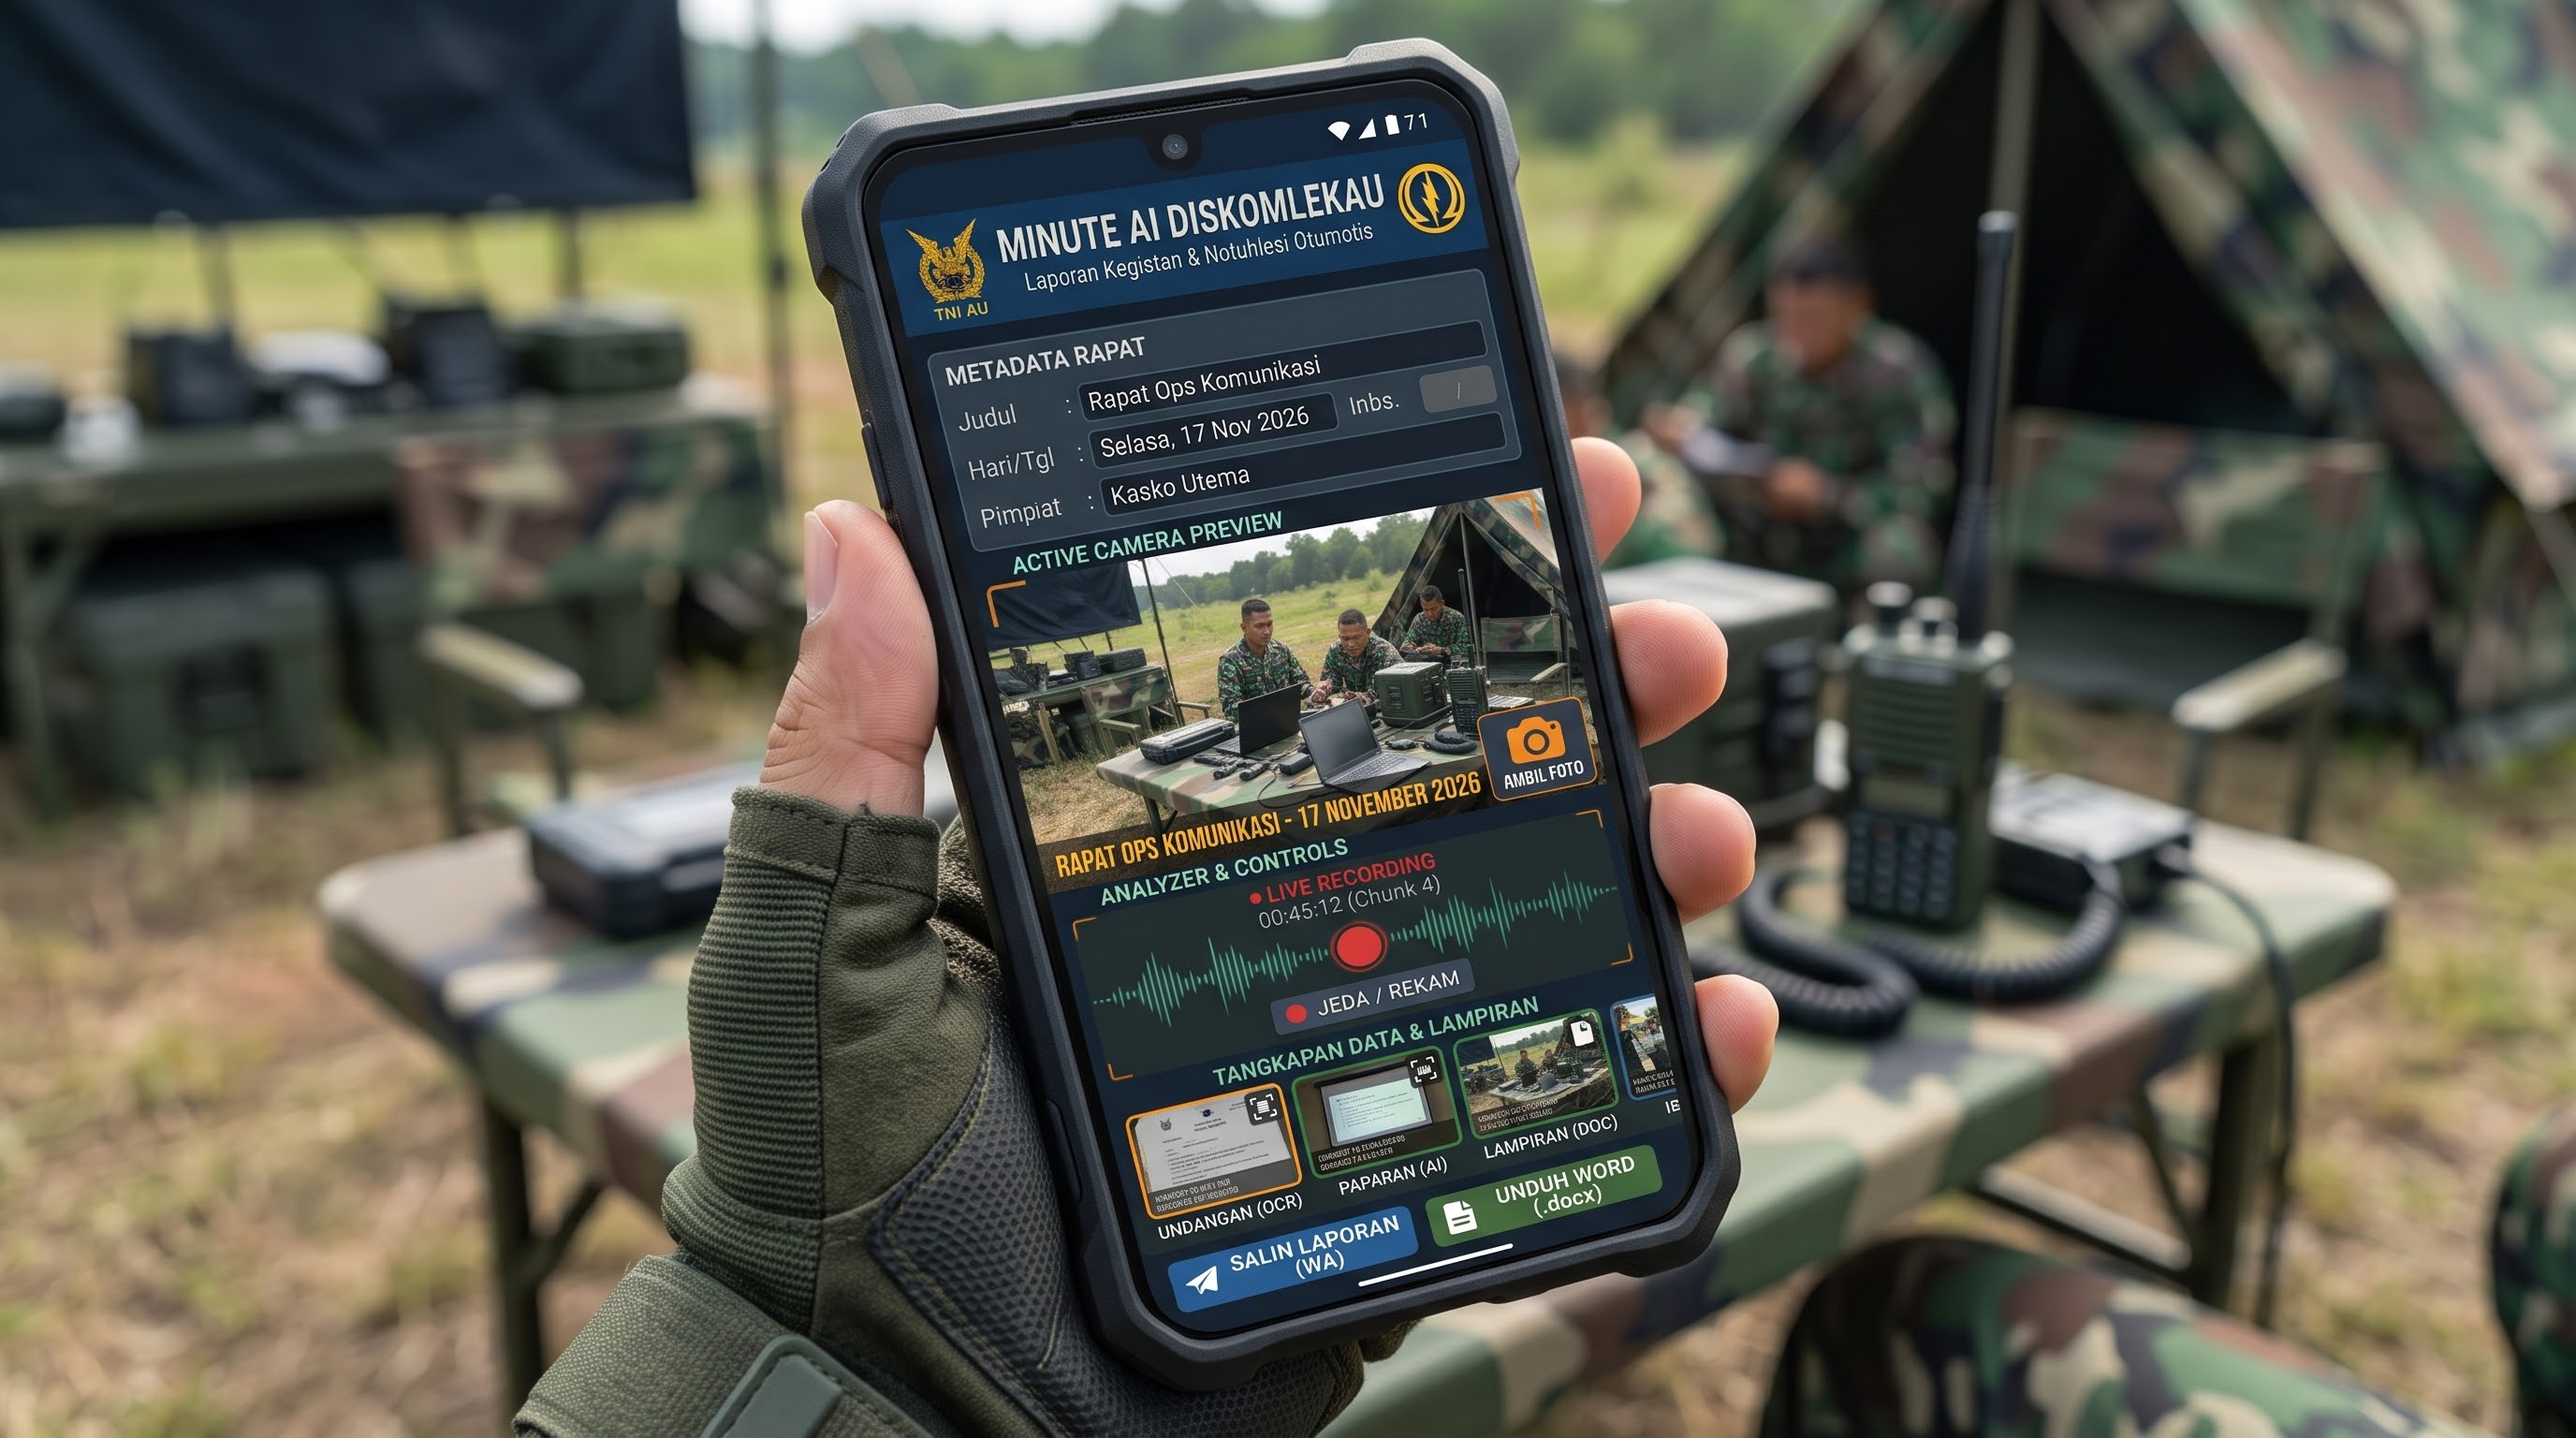 71
MINUTE AI DISKOMLEKAU
Laporan Kegistan & Notuhlesi Otumotis
TNI AU
METADATA RAPAT
Judul : Rapat Ops Komunikasi
Hari/Tgl : Selasa, 17 Nov 2026 Inbs. /
Pimpiat : Kasko Utema
ACTIVE CAMERA PREVIEW
AMBIL FOTO
RAPAT OPS KOMUNIKASI - 17 NOVEMBER 2026
ANALYZER & CONTROLS
LIVE RECORDING
00:45:12 (Chunk 4)
JEDA / REKAM
TANGKAPAN DATA & LAMPIRAN
UNDANGAN (OCR)
PAPARAN (AI)
LAMPIRAN (DOC)
SALIN LAPORAN
(WA)
UNDUH WORD
(.docx)